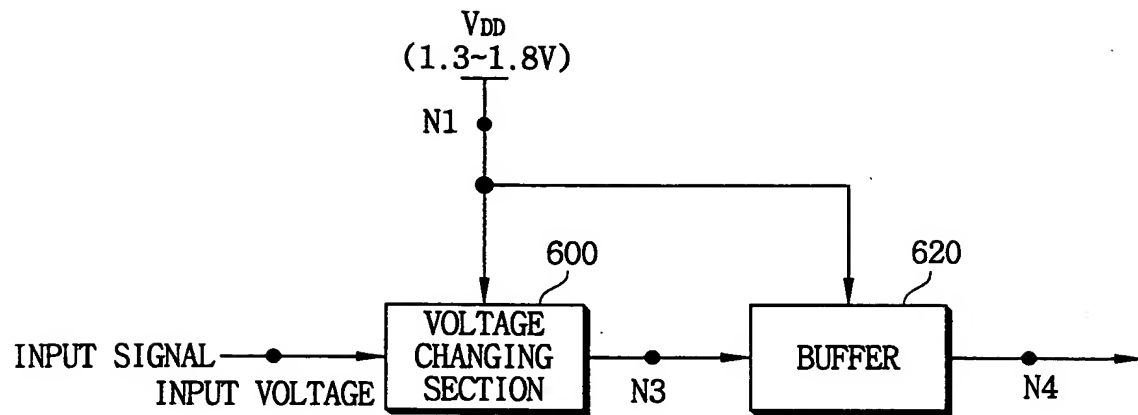 VDD
(1.3~1.8V)
N1
600
620
VOLTAGE
CHANGING
SECTION
BUFFER
INPUT SIGNAL
INPUT VOLTAGE
N3
N4